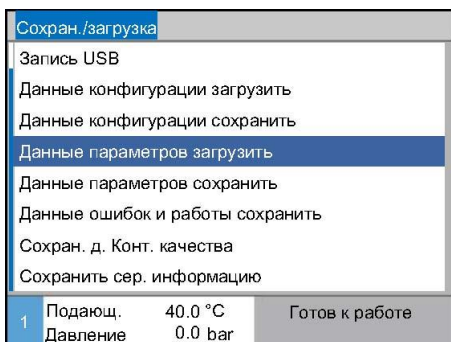 Сохран./загрузка
Запись USB
Данные конфигурации загрузить
Данные конфигурации сохранить
Данные параметров загрузить
Данные параметров сохранить
Данные ошибок и работы сохранить
Сохран. д. Конт. качества
Сохранить сер. информацию
1 Подающ. 40.0 °C Готов к работе
Давление 0.0 bar